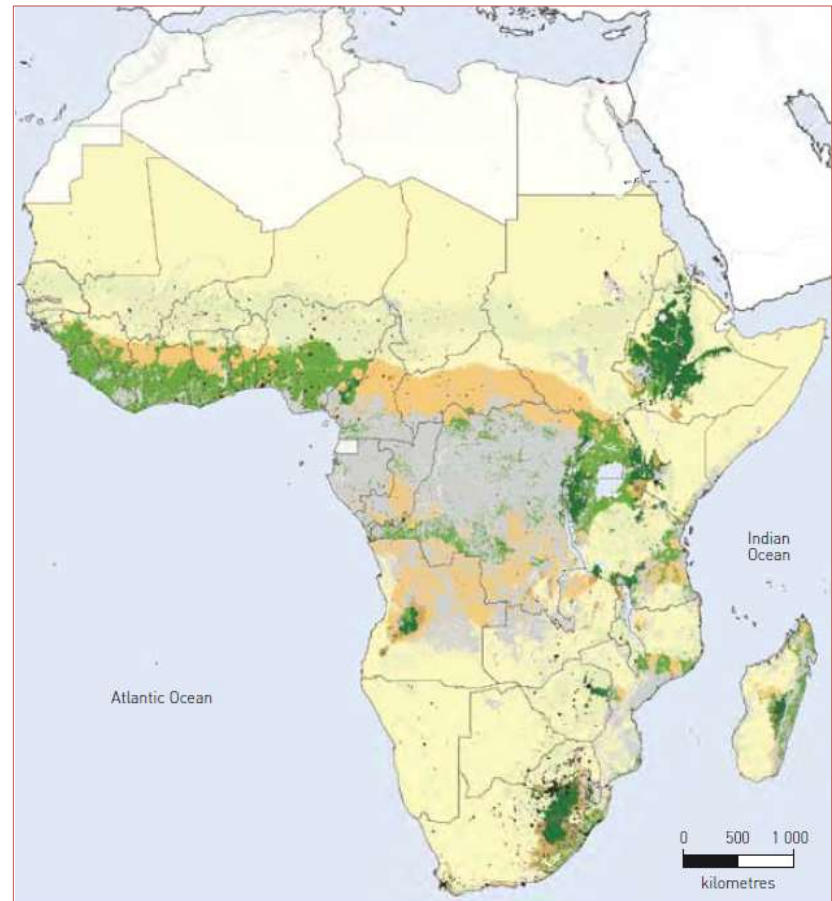 Indian
Ocean
Atlantic Ocean
0 500 1 000
kilometres